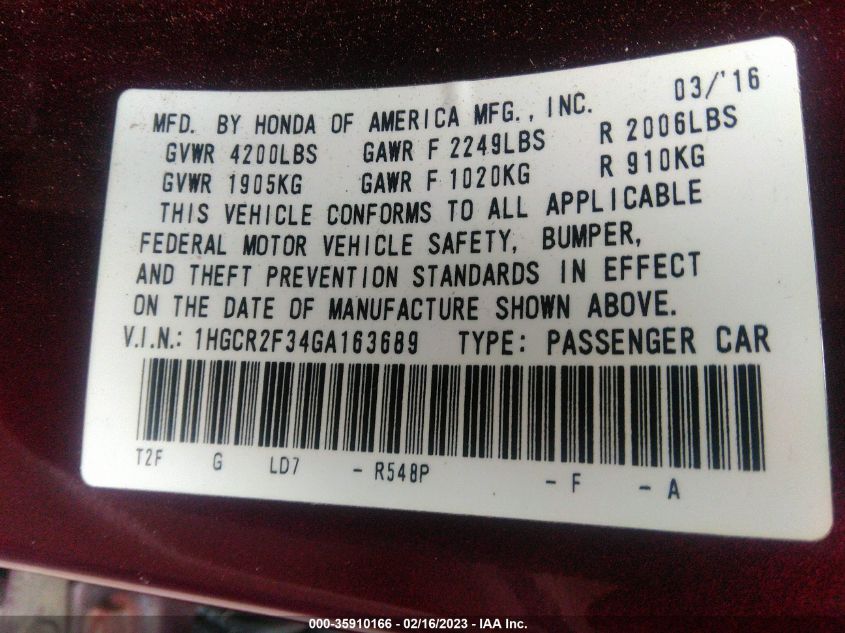 03/'16
MFD. BY HONDA OF AMERICA MFG., INC.
GVWR 4200LBS GAWR F 2249LBS R 2006LBS
GVWR 1905KG GAWR F 1020KG R 910KG
THIS VEHICLE CONFORMS TO ALL APPLICABLE
FEDERAL MOTOR VEHICLE SAFETY, BUMPER,
AND THEFT PREVENTION STANDARDS IN EFFECT
ON THE DATE OF MANUFACTURE SHOWN ABOVE.
V.I.N.: 1HGCR2F34GA163689 TYPE: PASSENGER CAR
T2F G LD7 - R548P - F - A
000-35910166 - 02/16/2023 - IAA Inc.